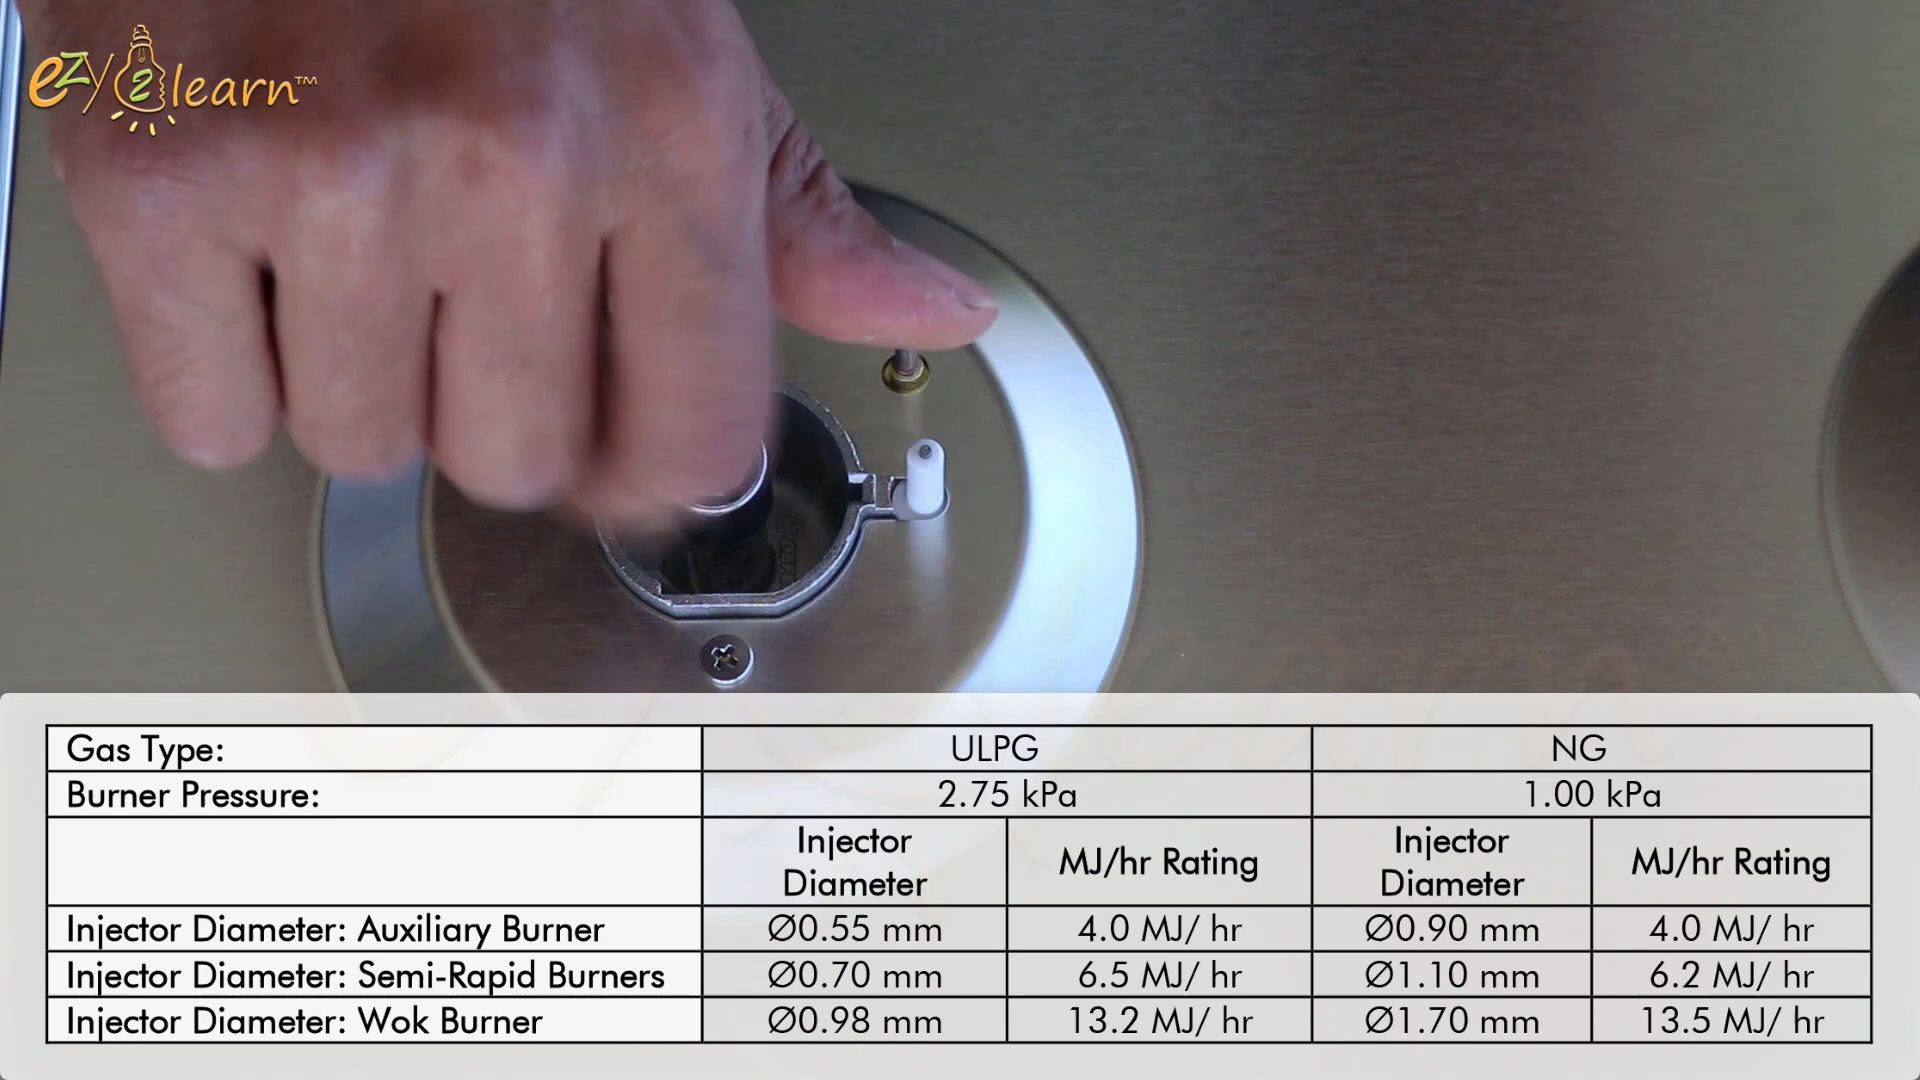 ezy2learn™
Gas Type: ULPG NG
Burner Pressure: 2.75 kPa 1.00 kPa
Injector Diameter MJ/hr Rating Injector Diameter MJ/hr Rating
Injector Diameter: Auxiliary Burner Ø0.55 mm 4.0 MJ/ hr Ø0.90 mm 4.0 MJ/ hr
Injector Diameter: Semi-Rapid Burners Ø0.70 mm 6.5 MJ/ hr Ø1.10 mm 6.2 MJ/ hr
Injector Diameter: Wok Burner Ø0.98 mm 13.2 MJ/ hr Ø1.70 mm 13.5 MJ/ hr